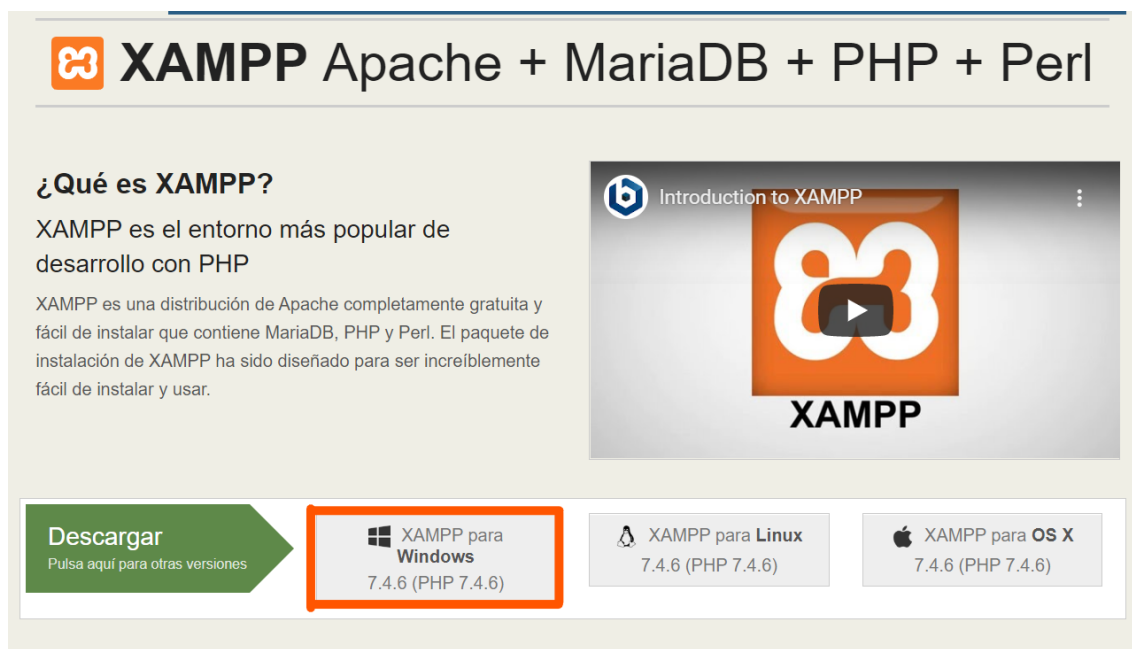 XAMPP Apache + MariaDB + PHP + Perl
¿Qué es XAMPP?
XAMPP es el entorno más popular de
desarrollo con PHP
XAMPP es una distribución de Apache completamente gratuita y
fácil de instalar que contiene MariaDB, PHP y Perl. El paquete de
instalación de XAMPP ha sido diseñado para ser increíblemente
fácil de instalar y usar.
Introduction to XAMPP
XAMPP
Descargar
Pulsa aquí para otras versiones
XAMPP para
Windows
7.4.6 (PHP 7.4.6)
XAMPP para Linux
7.4.6 (PHP 7.4.6)
XAMPP para OS X
7.4.6 (PHP 7.4.6)